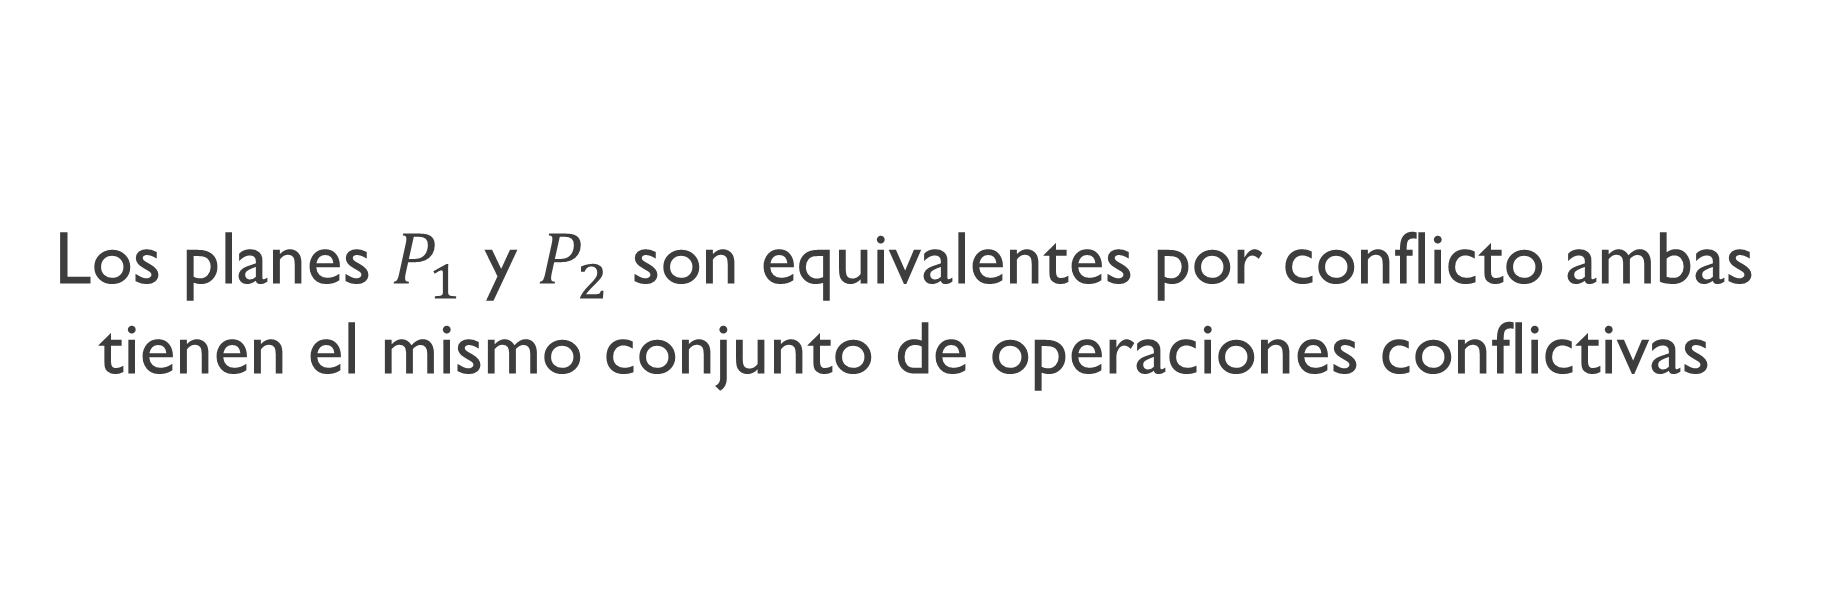 Los planes P₁ y P₂ son equivalentes por conflicto ambas
tienen el mismo conjunto de operaciones conflictivas